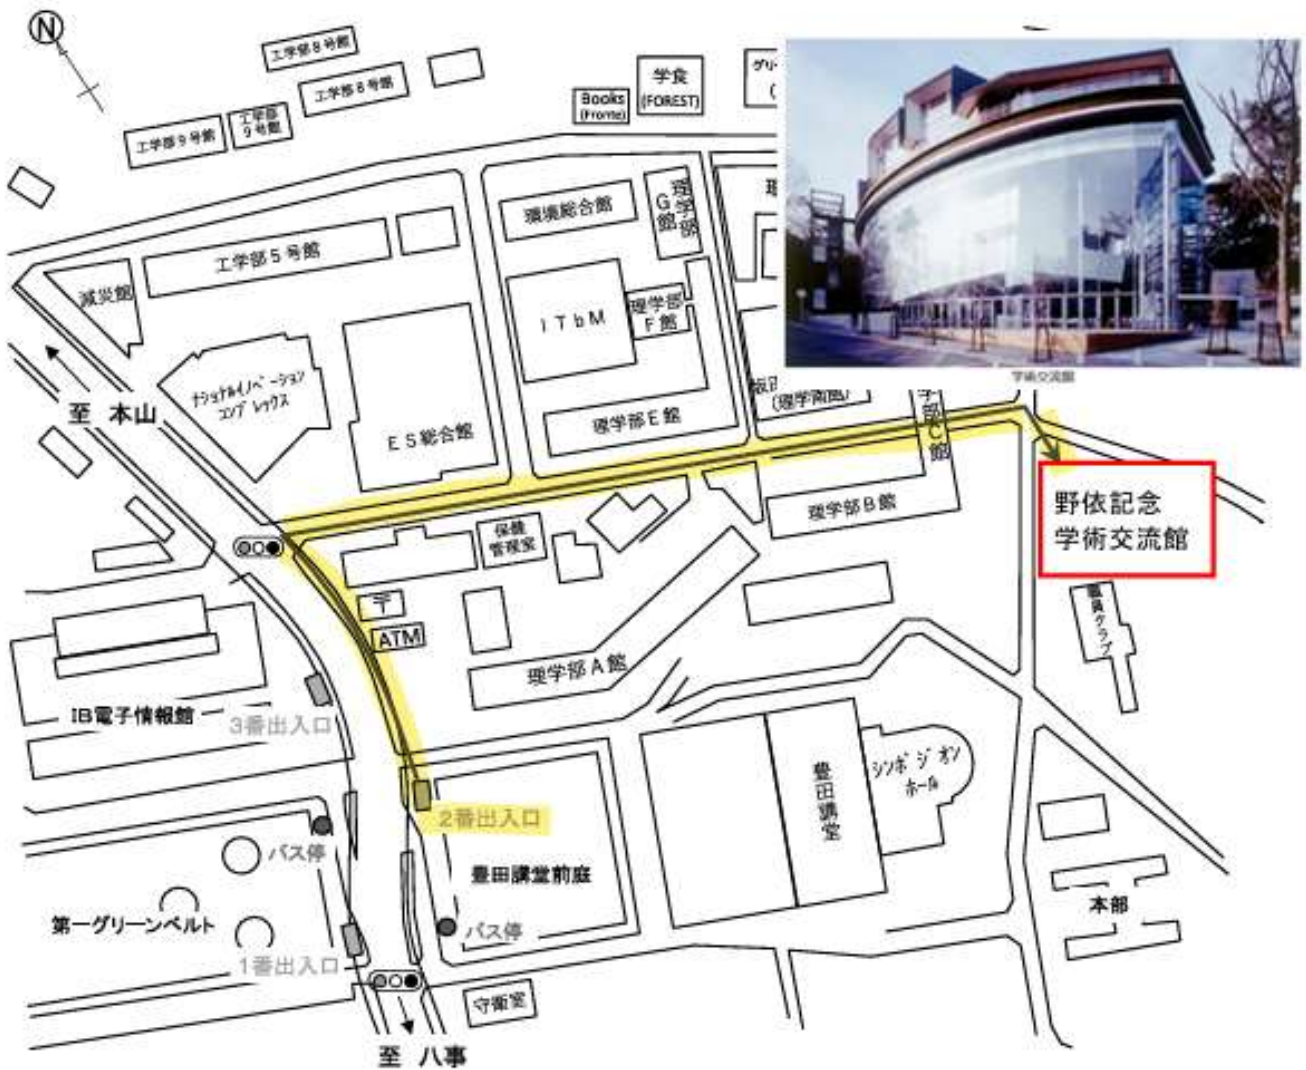 N
工学部8号館
工学部8号館
工学部9号館
工学部
9号館
Books
(Fronte)
学食
(FOREST)
グリー
(
環境総合館
理学部
G館
理
工学部5号館
減災館
ITbM
理学部
F館
学術交流館
ナショナルイノベーション
コンプレックス
至 本山
ES総合館
理学部E館
(理学南館)
学部C館
理学部B館
野依記念
学術交流館
保健
管理室
〒
ATM
職員クラブ
理学部A館
IB電子情報館
3番出入口
豊田講堂
シンポジオン
ホール
2番出入口
バス停
豊田講堂前庭
本部
第一グリーンベルト
バス停
1番出入口
守衛室
至 八事